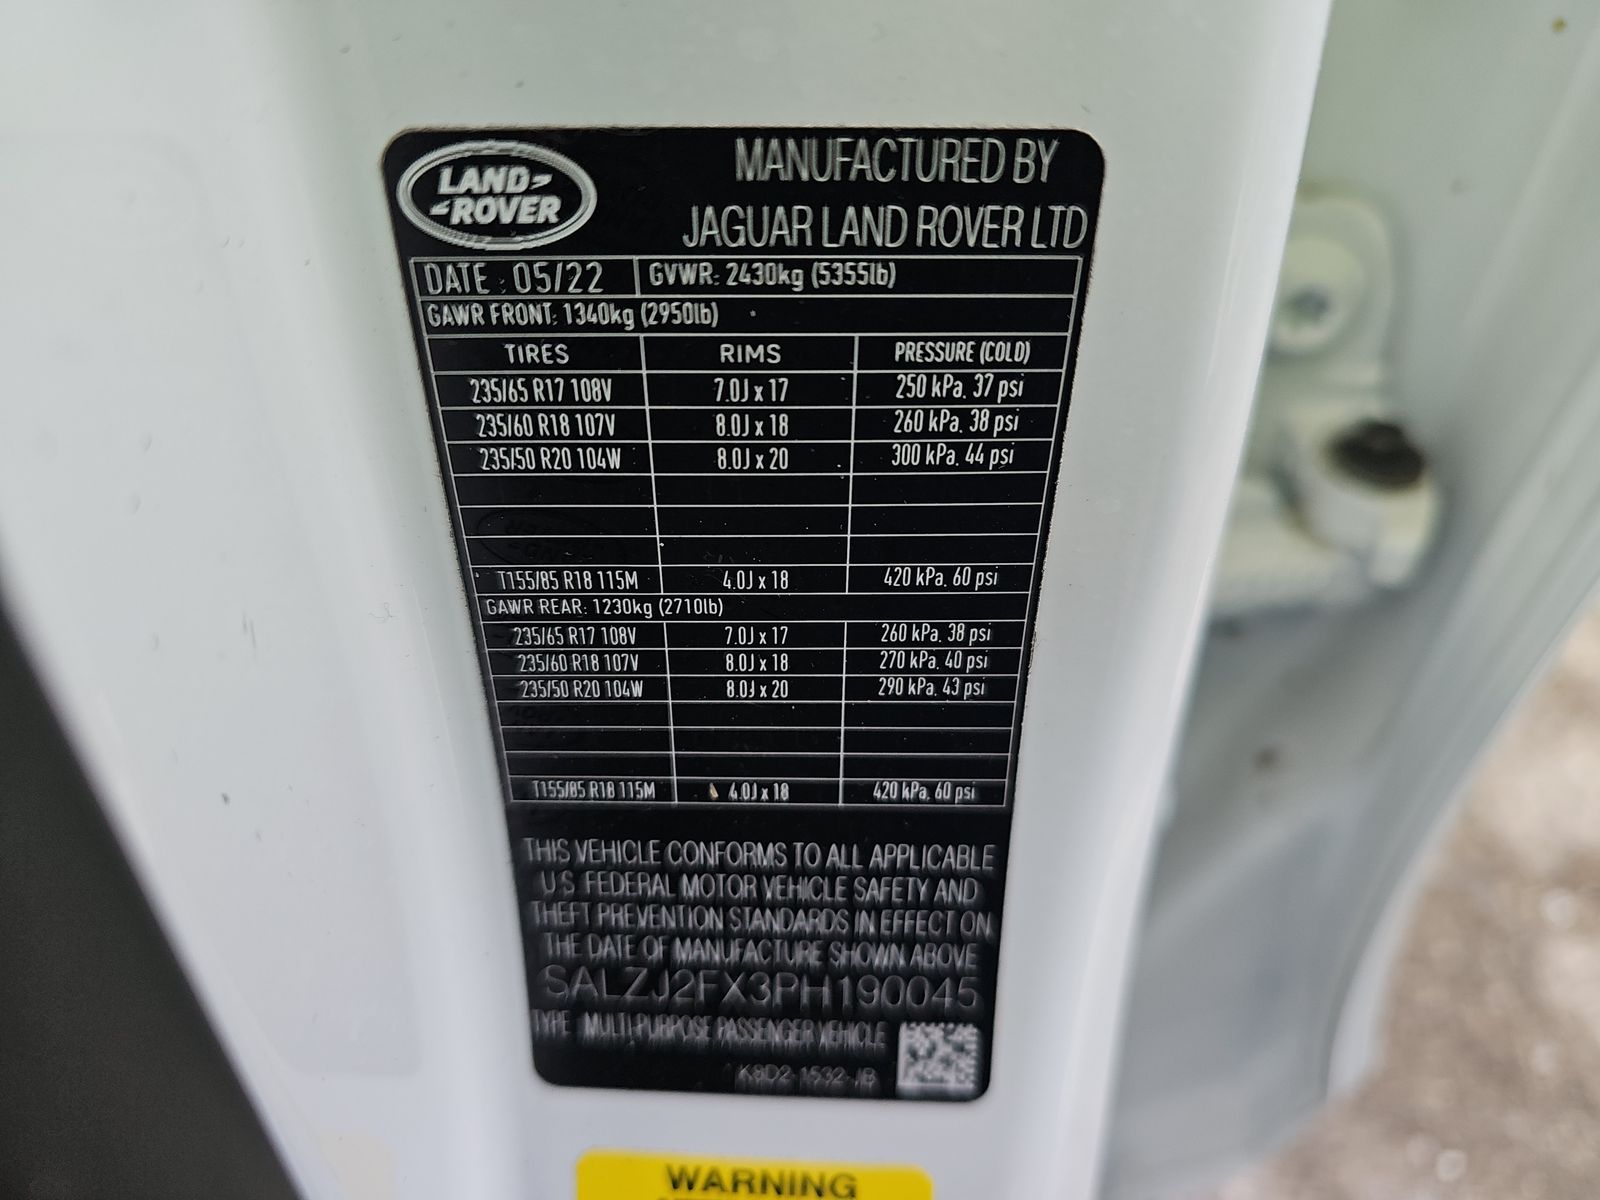 LAND-
-ROVER
MANUFACTURED BY
JAGUAR LAND ROVER LTD
DATE : 05/22 GVWR: 2430kg (5355lb)
GAWR FRONT: 1340kg (2950lb)
TIRES RIMS PRESSURE (COLD)
235/65 R17 108V 7.0J x 17 250 kPa, 37 psi
235/60 R18 107V 8.0J x 18 260 kPa, 38 psi
235/50 R20 104W 8.0J x 20 300 kPa, 44 psi
T155/85 R18 115M 4.0J x 18 420 kPa, 60 psi
GAWR REAR: 1230kg (2710lb)
235/65 R17 108V 7.0J x 17 260 kPa, 38 psi
235/60 R18 107V 8.0J x 18 270 kPa, 40 psi
235/50 R20 104W 8.0J x 20 290 kPa, 43 psi
T155/85 R18 115M 4.0J x 18 420 kPa, 60 psi
THIS VEHICLE CONFORMS TO ALL APPLICABLE
U.S FEDERAL MOTOR VEHICLE SAFETY AND
THEFT PREVENTION STANDARDS IN EFFECT ON
THE DATE OF MANUFACTURE SHOWN ABOVE
SALZJ2FX3PH190045
TYPE : MULTI-PURPOSE PASSENGER VEHICLE
K8D2-1532-JB
WARNING